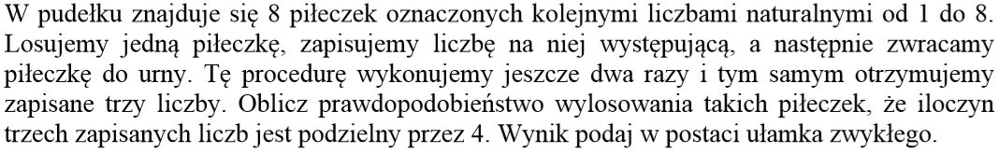 W pudełku znajduje się 8 piłeczek oznaczonych kolejnymi liczbami naturalnymi od 1 do 8.
Losujemy jedną piłeczkę, zapisujemy liczbę na niej występującą, a następnie zwracamy
piłeczkę do urny. Tę procedurę wykonujemy jeszcze dwa razy i tym samym otrzymujemy
zapisane trzy liczby. Oblicz prawdopodobieństwo wylosowania takich piłeczek, że iloczyn
trzech zapisanych liczb jest podzielny przez 4. Wynik podaj w postaci ułamka zwykłego.